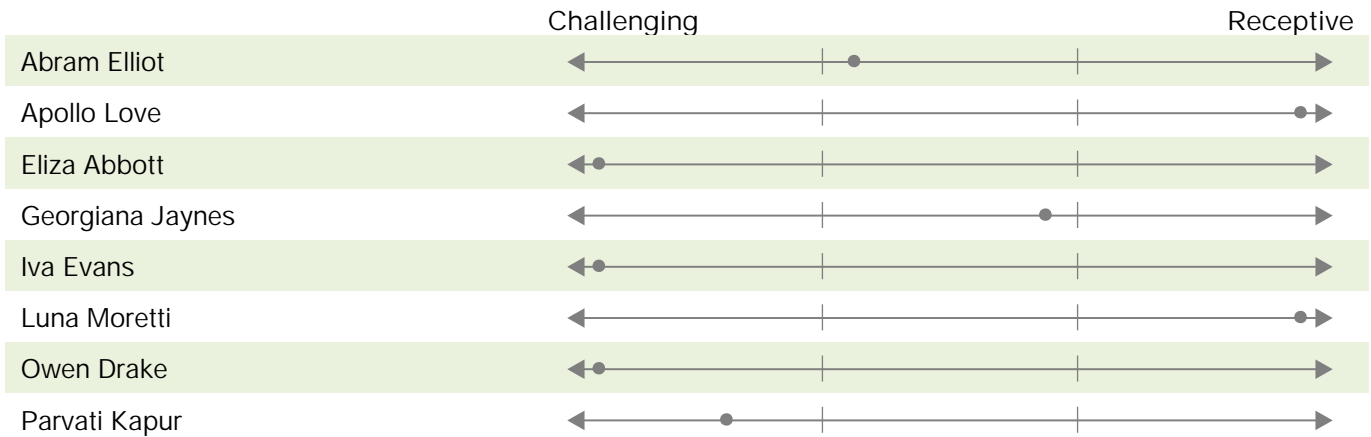 Challenging Receptive
Abram Elliot
Apollo Love
Eliza Abbott
Georgiana Jaynes
Iva Evans
Luna Moretti
Owen Drake
Parvati Kapur